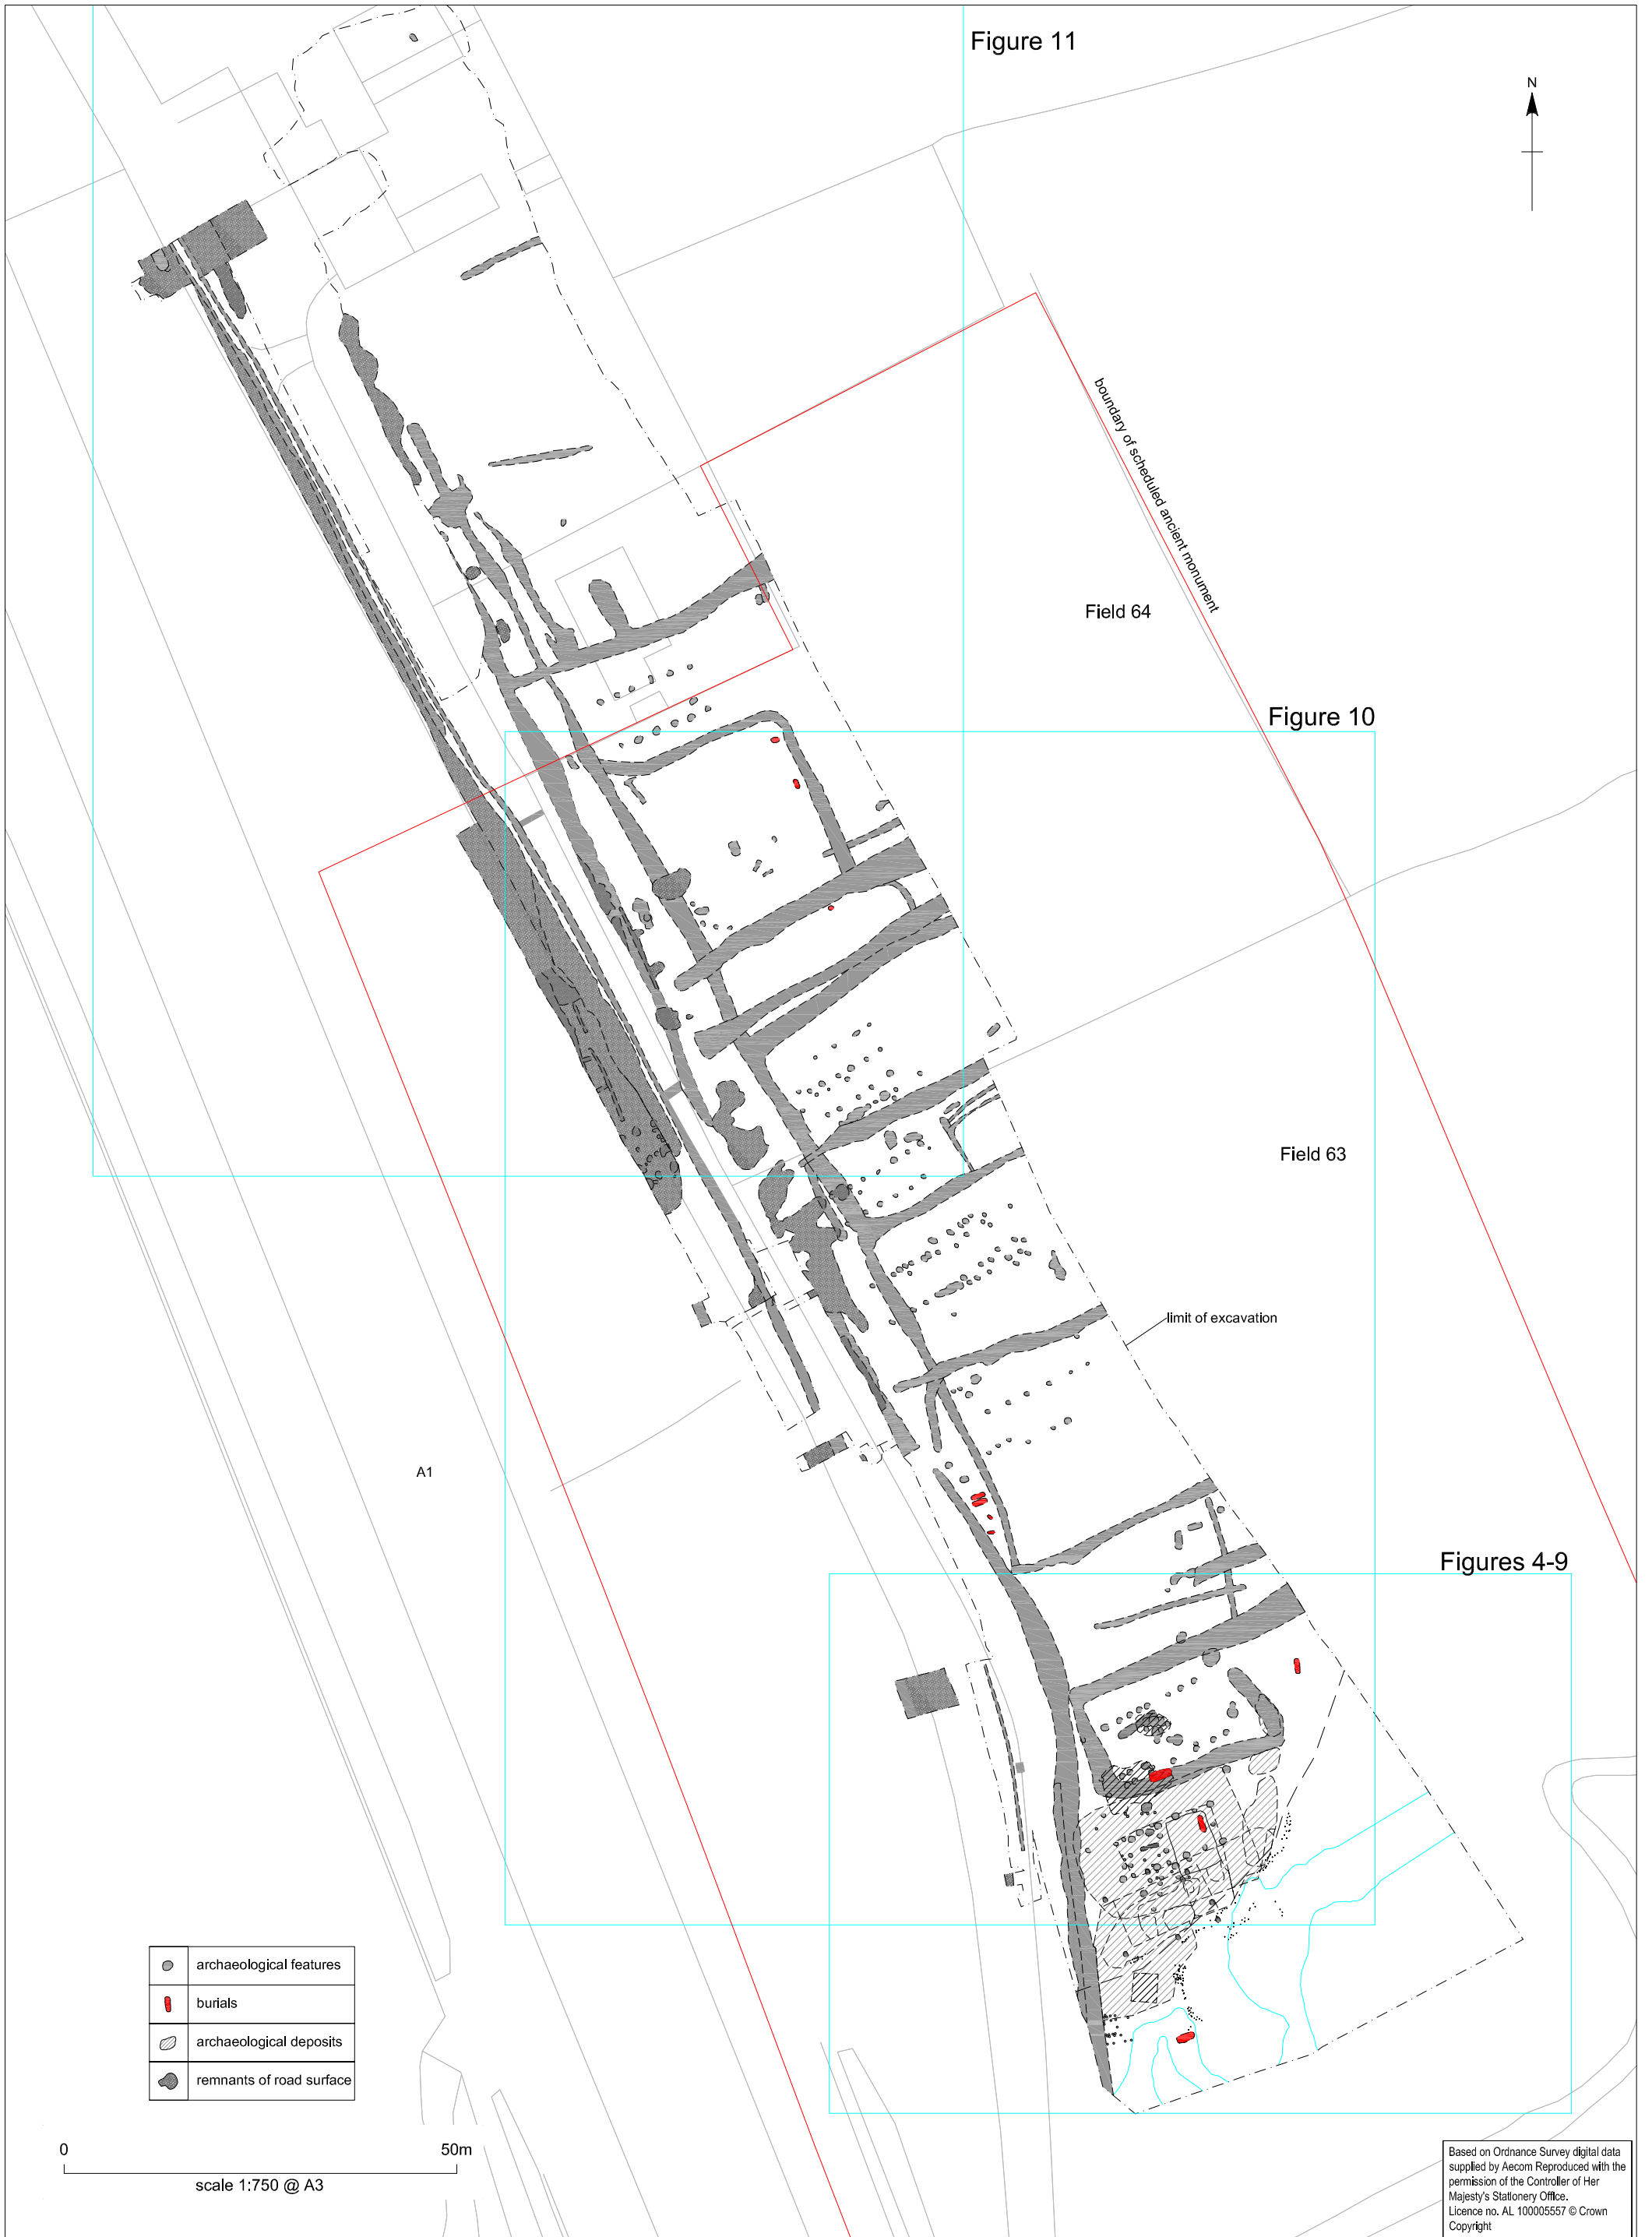 Figure 11
N
boundary of scheduled ancient monument
Field 64
Figure 10
Field 63
limit of excavation
A1
Figures 4-9
archaeological features
burials
archaeological deposits
remnants of road surface
0 50m
scale 1:750 @ A3
Based on Ordnance Survey digital data
supplied by Aecom Reproduced with the
permission of the Controller of Her
Majesty's Stationery Office.
Licence no. AL 100005557 © Crown
Copyright